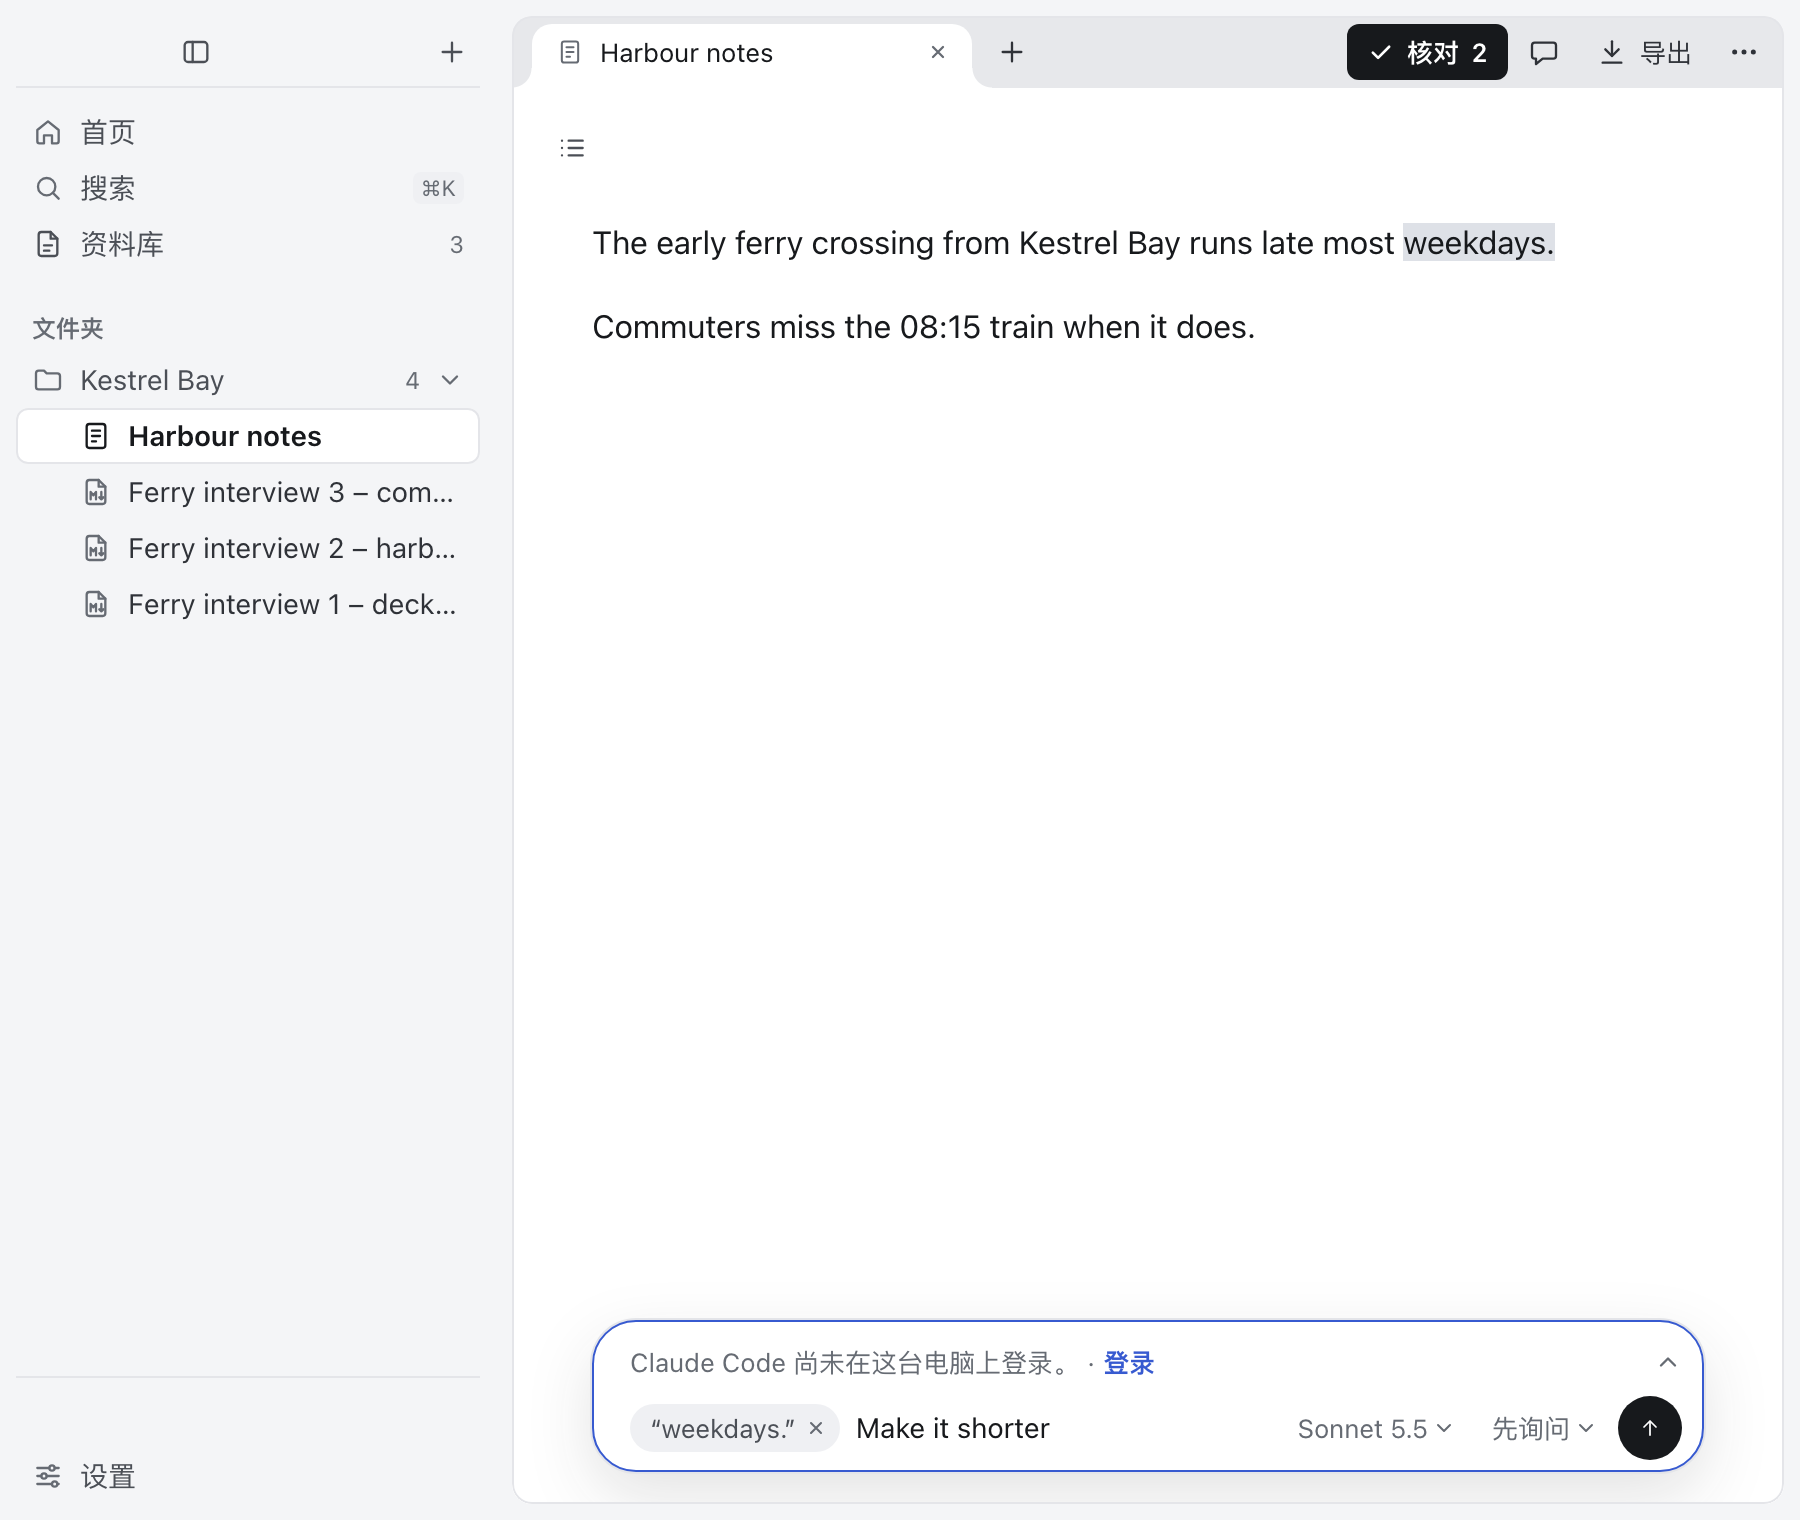 首页
搜索 ⌘K
资料库 3
文件夹
Kestrel Bay 4
Harbour notes
Ferry interview 3 – com...
Ferry interview 2 – harb...
Ferry interview 1 – deck...
设置
Harbour notes
核对 2
导出
The early ferry crossing from Kestrel Bay runs late most weekdays.
Commuters miss the 08:15 train when it does.
Claude Code 尚未在这台电脑上登录。 · 登录
“weekdays.” Make it shorter Sonnet 5.5 先询问